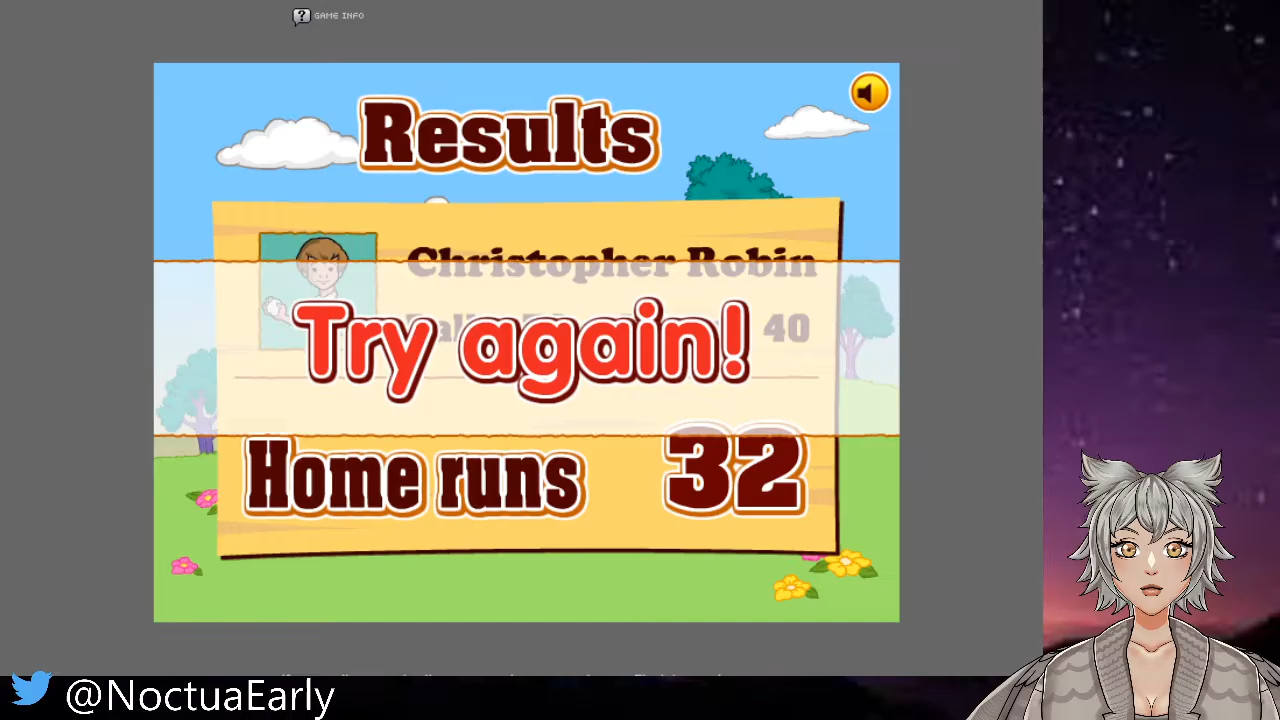 GAME INFO
Results
Christopher Robin
40
Try again!
Home runs 32
@NoctuaEarly